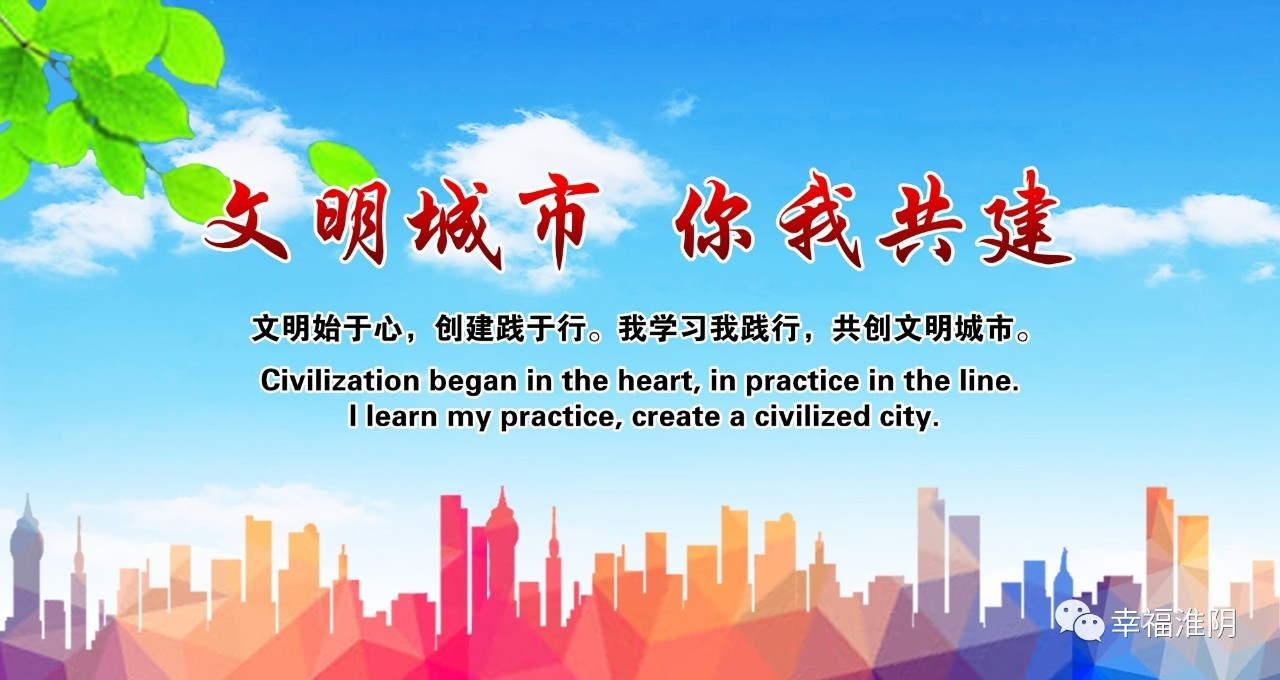 文明城市 你我共建
文明始于心，创建践于行。我学习我践行，共创文明城市。
Civilization began in the heart, in practice in the line.
I learn my practice, create a civilized city.
幸福淮阴